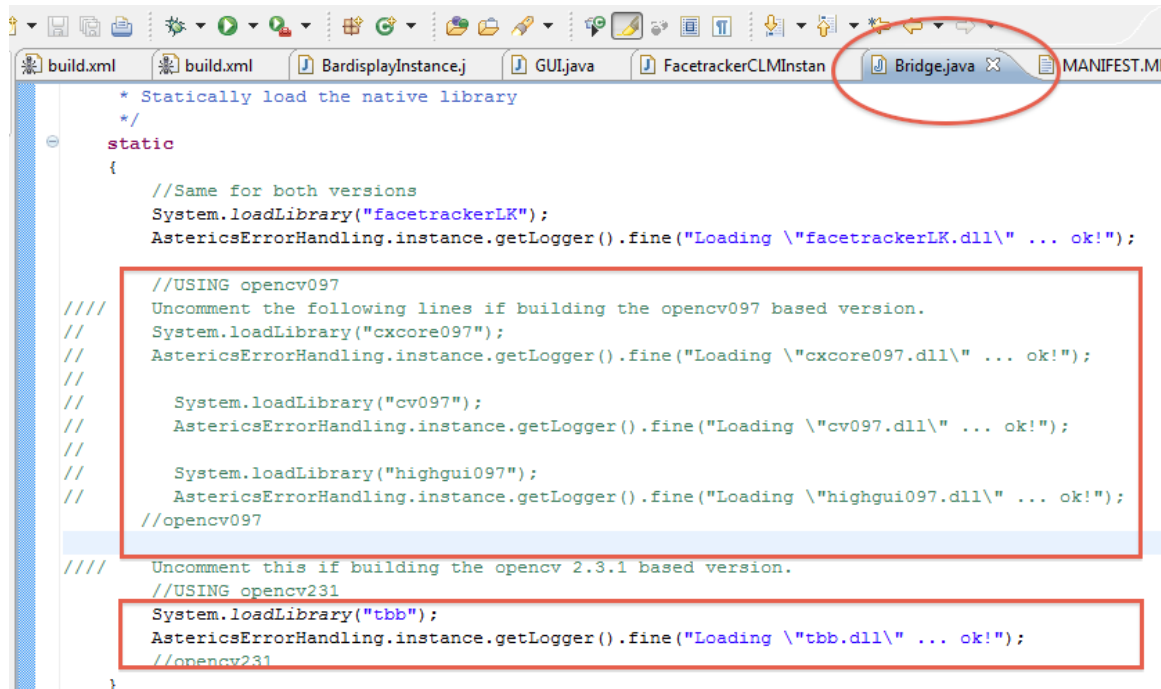 build.xml build.xml BardisplayInstance.j GUI.java FacetrackerCLMInstan Bridge.java MANIFEST.M
* Statically load the native library
*/
static
{
//Same for both versions
System.loadLibrary("facetrackerLK");
AstericsErrorHandling.instance.getLogger().fine("Loading \"facetrackerLK.dll\" ... ok!");
//USING opencv097
//// Uncomment the following lines if building the opencv097 based version.
// System.loadLibrary("cxcore097");
// AstericsErrorHandling.instance.getLogger().fine("Loading \"cxcore097.dll\" ... ok!");
//
// System.loadLibrary("cv097");
// AstericsErrorHandling.instance.getLogger().fine("Loading \"cv097.dll\" ... ok!");
//
// System.loadLibrary("highgui097");
// AstericsErrorHandling.instance.getLogger().fine("Loading \"highgui097.dll\" ... ok!");
//opencv097
//// Uncomment this if building the opencv 2.3.1 based version.
//USING opencv231
System.loadLibrary("tbb");
AstericsErrorHandling.instance.getLogger().fine("Loading \"tbb.dll\" ... ok!");
//opencv231
}